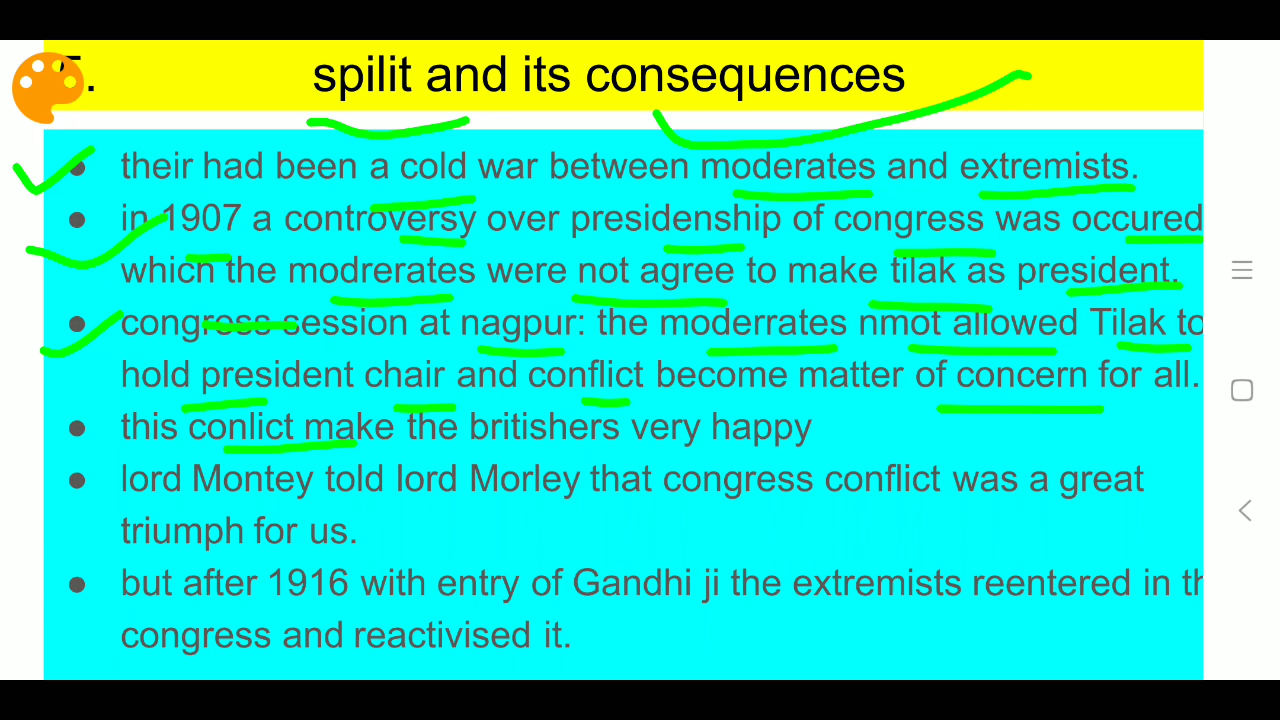 5. spilit and its consequences
their had been a cold war between moderates and extremists.
in 1907 a controversy over presidenship of congress was occured
which the modrerates were not agree to make tilak as president.
congress session at nagpur: the moderrates nmot allowed Tilak to
hold president chair and conflict become matter of concern for all.
this conlict make the britishers very happy
lord Montey told lord Morley that congress conflict was a great
triumph for us.
but after 1916 with entry of Gandhi ji the extremists reentered in th
congress and reactivised it.